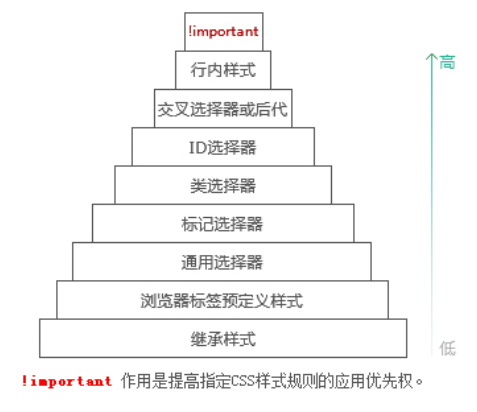 !important
行内样式
高
交叉选择器或后代
ID选择器
类选择器
标记选择器
通用选择器
浏览器标签预定义样式
继承样式
低
!important 作用是提高指定CSS样式规则的应用优先权。